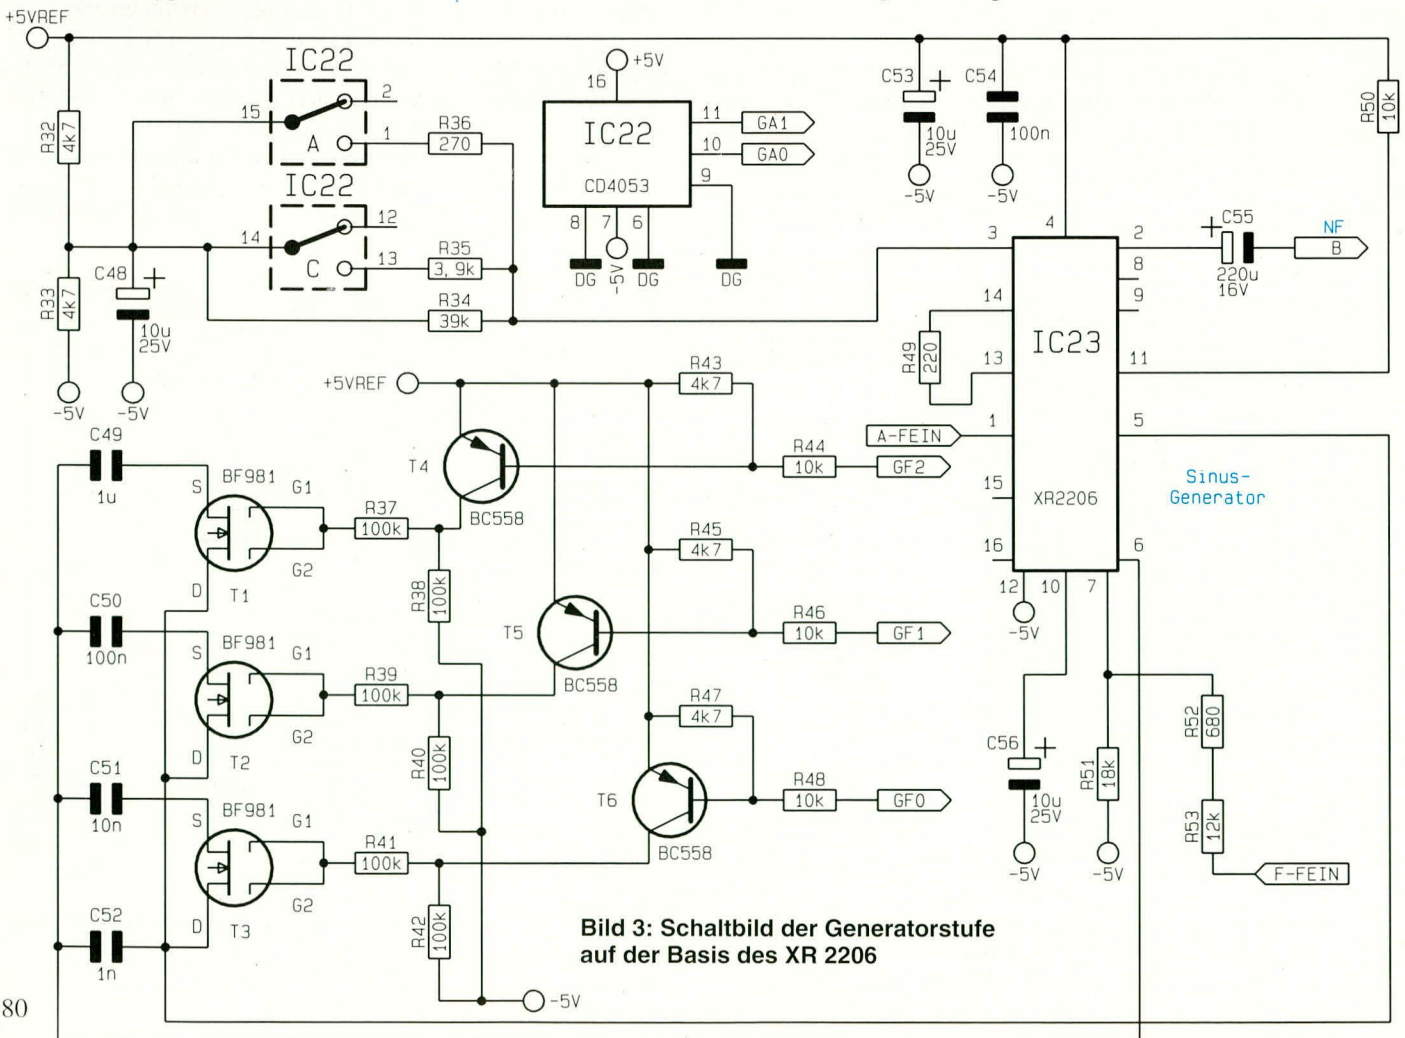 +5VREF
R32
4k7
IC22
15
2
A
1
IC22
14
12
C
13
R36
270
R35
3,9k
R34
39k
+5V
16
IC22
CD4053
11
GA1
10
GA0
9
8
7
6
DG
-5V
DG
DG
C53
+
10u
25V
-5V
C54
100n
-5V
R50
10k
R33
4k7
-5V
C48
+
10u
25V
-5V
3
4
2
8
9
14
13
11
1
5
15
16
6
12
10
7
IC23
XR2206
R49
220
A-FEIN
+
C55
220u
16V
NF
B
Sinus-
Generator
-5V
+5VREF
R43
4k7
T4
BC558
R44
10k
GF2
R45
4k7
T5
BC558
R46
10k
GF1
R47
4k7
T6
BC558
R48
10k
GF0
C49
1u
S
BF981
G1
G2
D
T1
R37
100k
R38
100k
C50
100n
S
BF981
G1
G2
D
T2
R39
100k
R40
100k
C51
10n
S
BF981
G1
G2
D
T3
R41
100k
R42
100k
C52
1n
-5V
C56
+
10u
25V
-5V
R51
18k
-5V
R52
680
R53
12k
F-FEIN
Bild 3: Schaltbild der Generatorstufe
auf der Basis des XR 2206
80